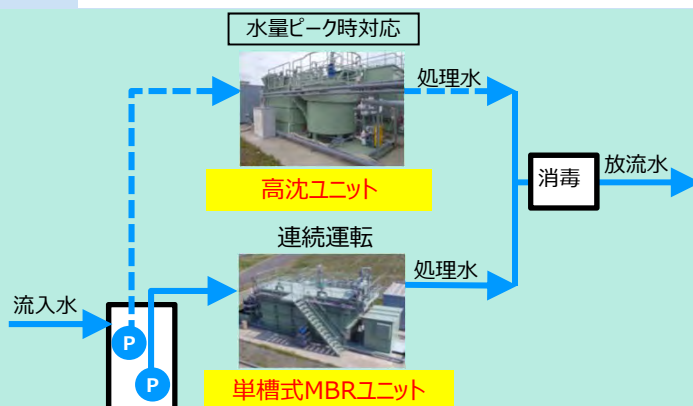 水量ピーク時対応
処理水
高沈ユニット
消毒
放流水
連続運転
処理水
流入水
P
P
単槽式MBRユニット